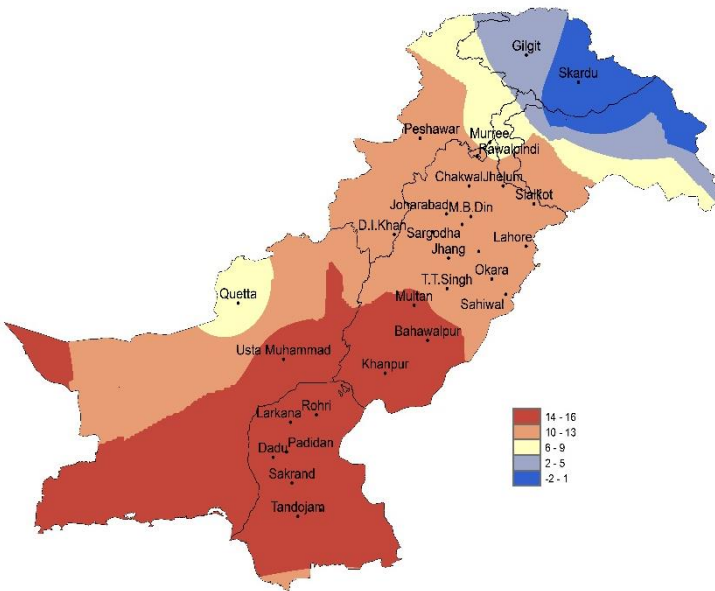 Gilgit
Skardu
Peshawar
Murree
Rawalpindi
Chakwal Jhelum
Sialkot
Joharabad M.B.Din
D.I.Khan
Sargodha
Lahore
Jhang
T.T.Singh
Okara
Quetta
Multan
Sahiwal
Bahawalpur
Usta Muhammad
Khanpur
Larkana
Rohri
Dadu
Padidan
Sakrand
Tandojam
14 - 16
10 - 13
6 - 9
2 - 5
-2 - 1